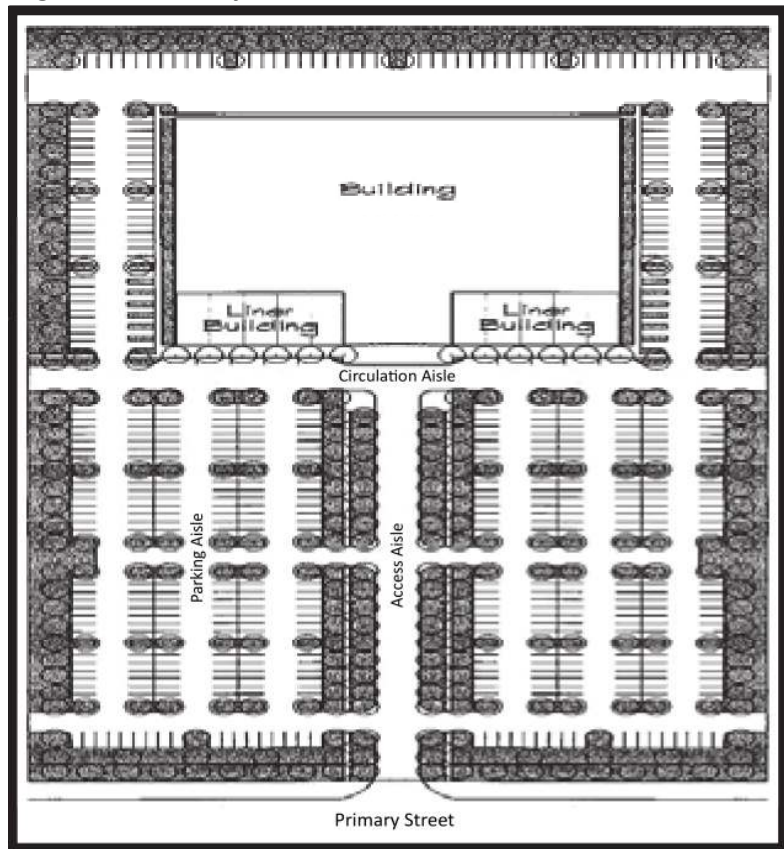 Building
Liner
Building
Liner
Building
Circulation Aisle
Parking Aisle
Access Aisle
Primary Street